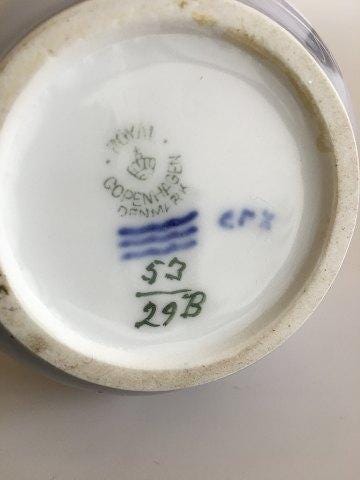 ROYAL
COPENHAGEN
DENMARK
53
29B